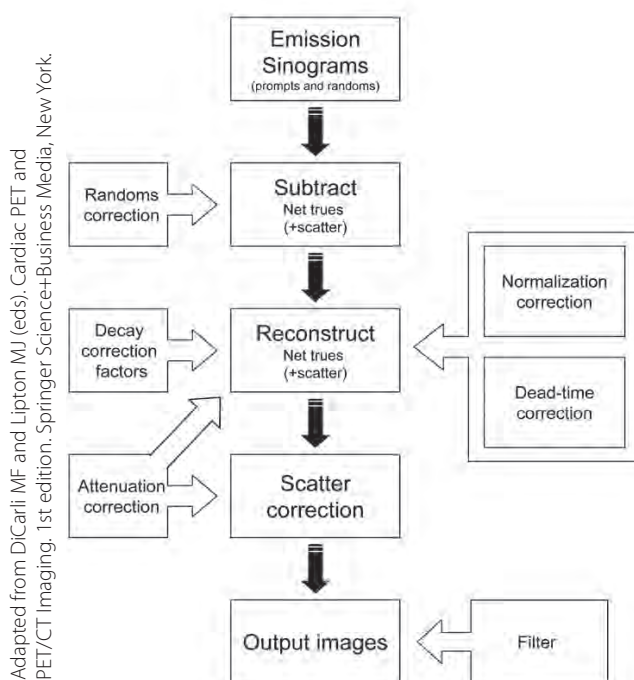 Adapted from DiCarli MF and Lipton MJ (eds). Cardiac PET and
PET/CT Imaging. 1st edition. Springer Science+Business Media, New York.
Emission
Sinograms
(prompts and randoms)
Randoms
correction
Subtract
Net trues
(+scatter)
Decay
correction
factors
Reconstruct
Net trues
(+scatter)
Normalization
correction
Dead-time
correction
Attenuation
correction
Scatter
correction
Output images
Filter